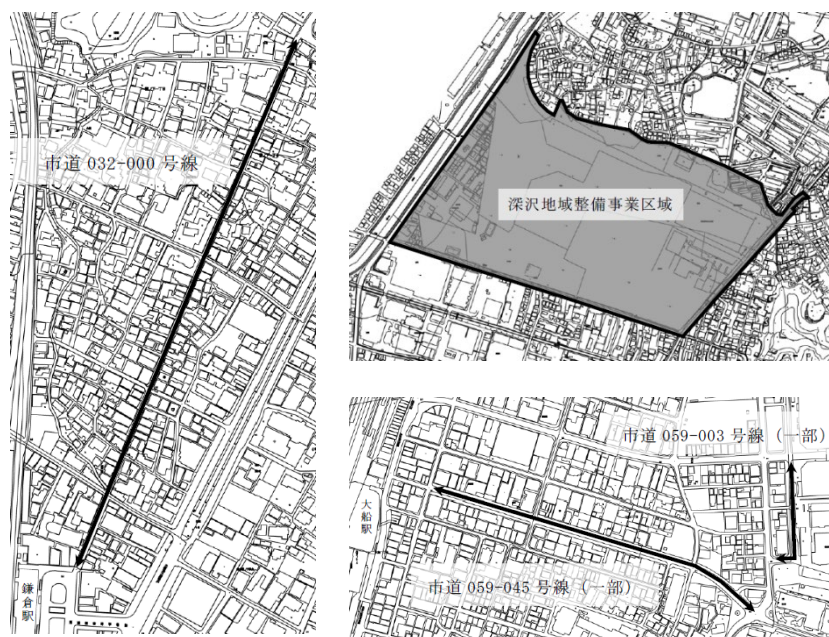 市道 032-000 号線
鎌倉駅
深沢地域整備事業区域
市道 059-003 号線（一部）
大船駅
市道 059-045 号線（一部）